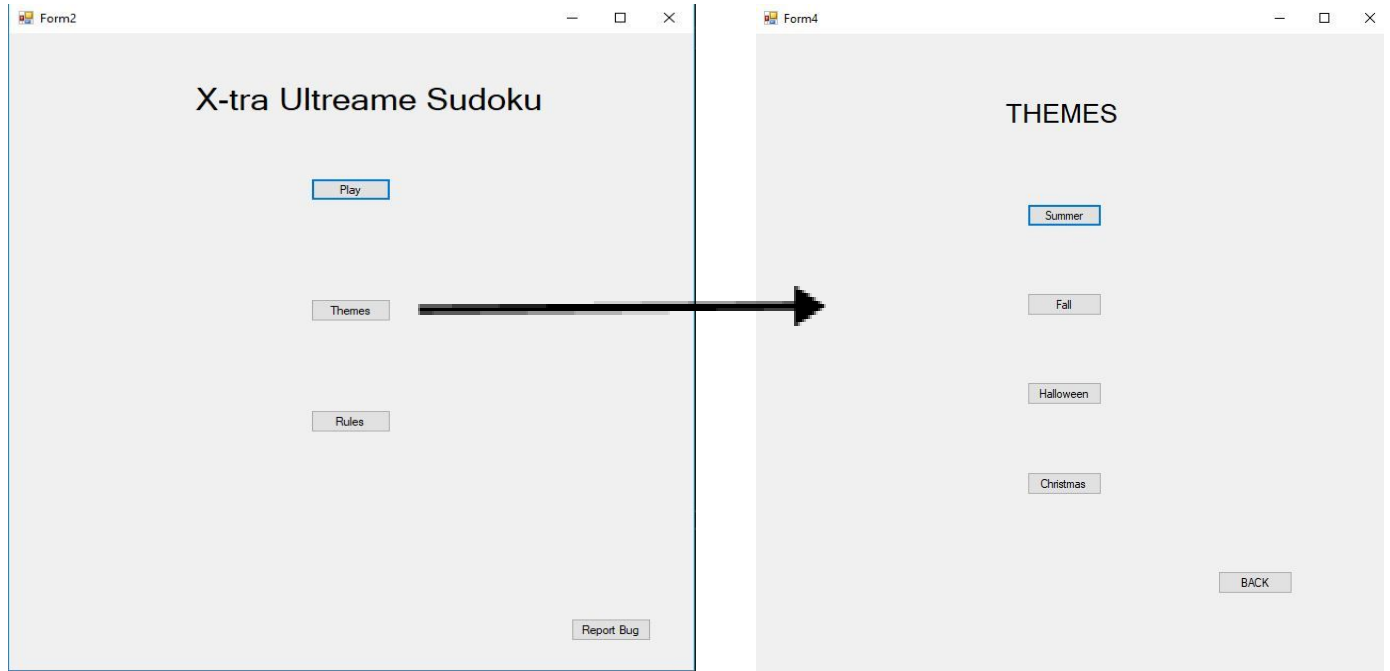 Form2
X-tra Ultreame Sudoku
Play
Themes
Rules
Report Bug
Form4
THEMES
Summer
Fall
Halloween
Christmas
BACK